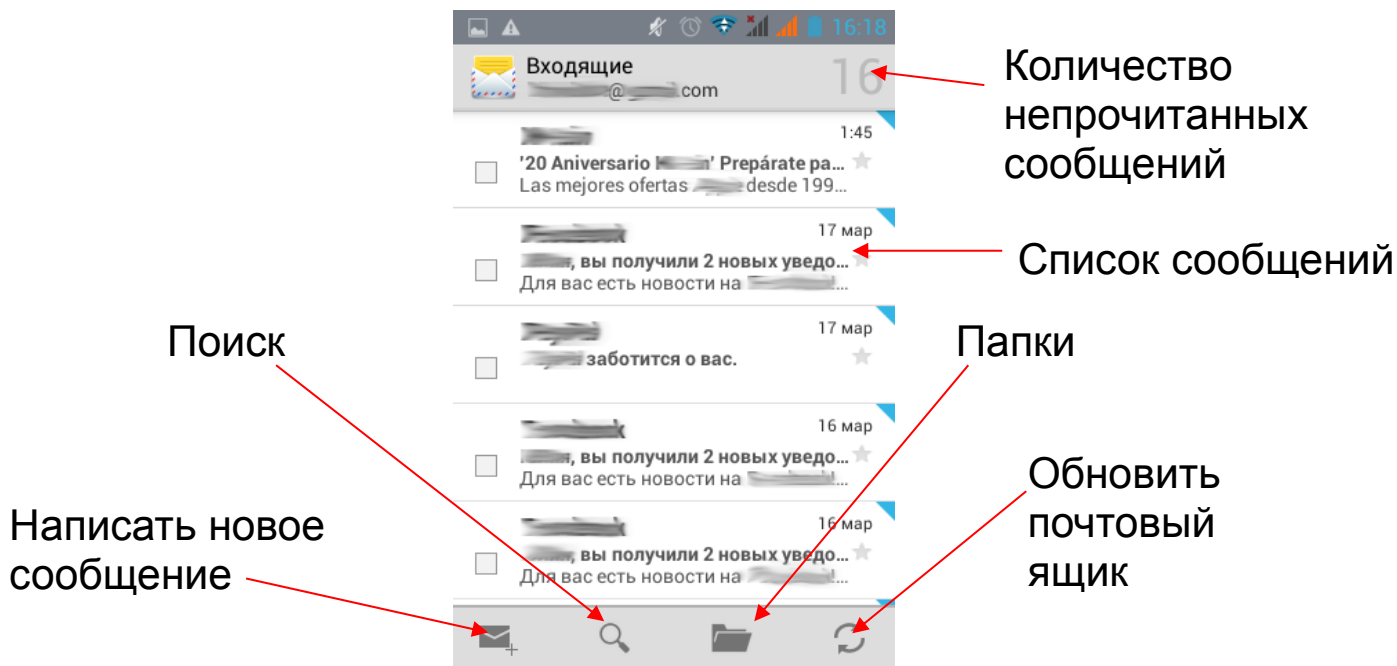 16:18
Входящие
16
@ .com
Количество
непрочитанных
сообщений
1:45
'20 Aniversario ' Prepárate pa...
Las mejores ofertas desde 199...
17 мар
, вы получили 2 новых уведо...
Для вас есть новости на ...
Список сообщений
Поиск
Папки
17 мар
заботится о вас.
16 мар
, вы получили 2 новых уведо...
Для вас есть новости на ...
Обновить
почтовый
ящик
Написать новое
сообщение
16 мар
, вы получили 2 новых уведо...
Для вас есть новости на ...